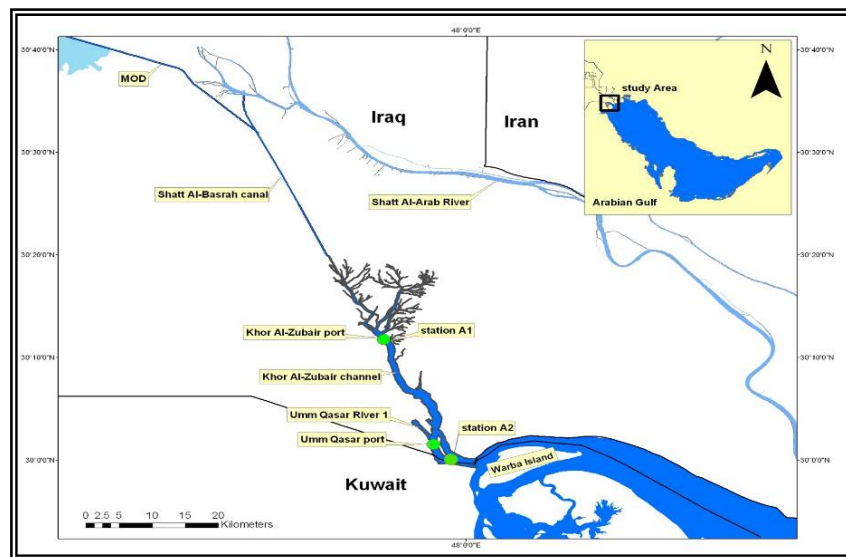 48°0'0"E
30°40'0"N
30°40'0"N
N
MOD
study Area
Iraq
Iran
30°30'0"N
30°30'0"N
Shatt Al-Basrah canal
Shatt Al-Arab River
Arabian Gulf
30°20'0"N
30°20'0"N
Khor Al-Zubair port
station A1
30°10'0"N
30°10'0"N
Khor Al-Zubair channel
Umm Qasar River 1
station A2
Umm Qasar port
30°0'0"N
30°0'0"N
Warba Island
Kuwait
0 2.5 5 10 15 20
Kilometers
48°0'0"E